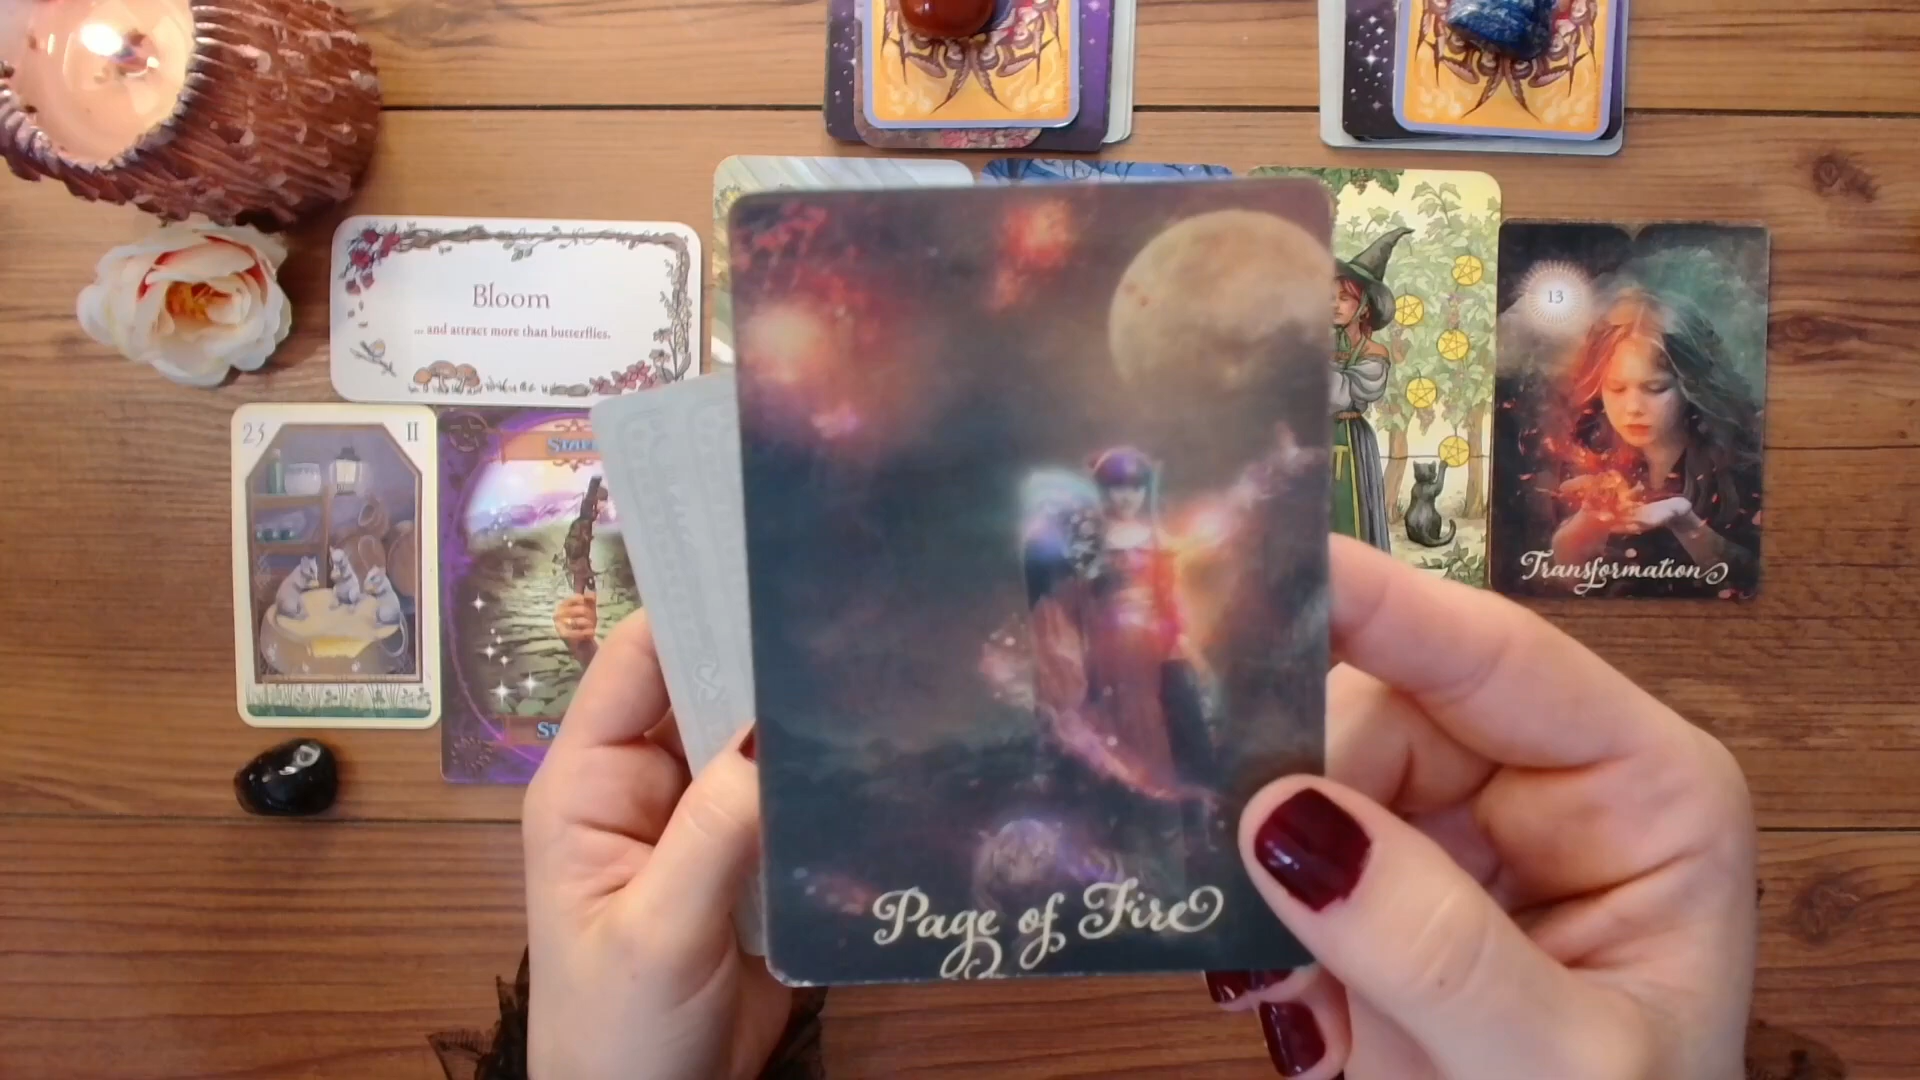 Bloom
... and attract more than butterflies.
25
II
13
Transformation
Page of Fire